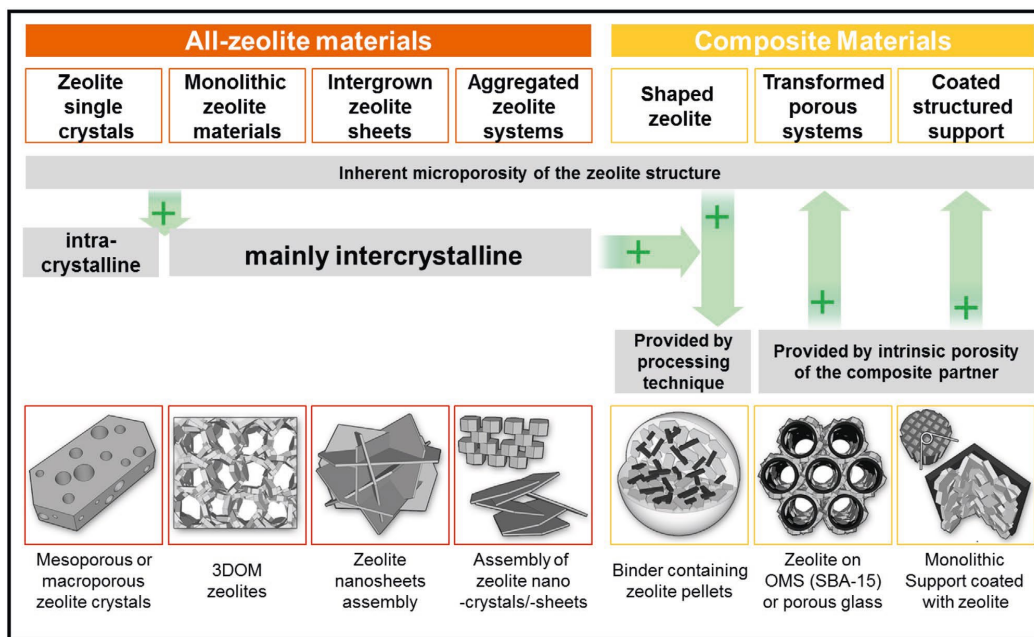 All-zeolite materials
Composite Materials
Zeolite
single
crystals
Monolithic
zeolite
materials
Intergrown
zeolite
sheets
Aggregated
zeolite
systems
Shaped
zeolite
Transformed
porous
systems
Coated
structured
support
Inherent microporosity of the zeolite structure
+
+
intra-
crystalline
mainly intercrystalline
+
+
+
Provided by
processing
technique
Provided by intrinsic porosity
of the composite partner
Mesoporous or
macroporous
zeolite crystals
3DOM
zeolites
Zeolite
nanosheets
assembly
Assembly of
zeolite nano
-crystals/-sheets
Binder containing
zeolite pellets
Zeolite on
OMS (SBA-15)
or porous glass
Monolithic
Support coated
with zeolite